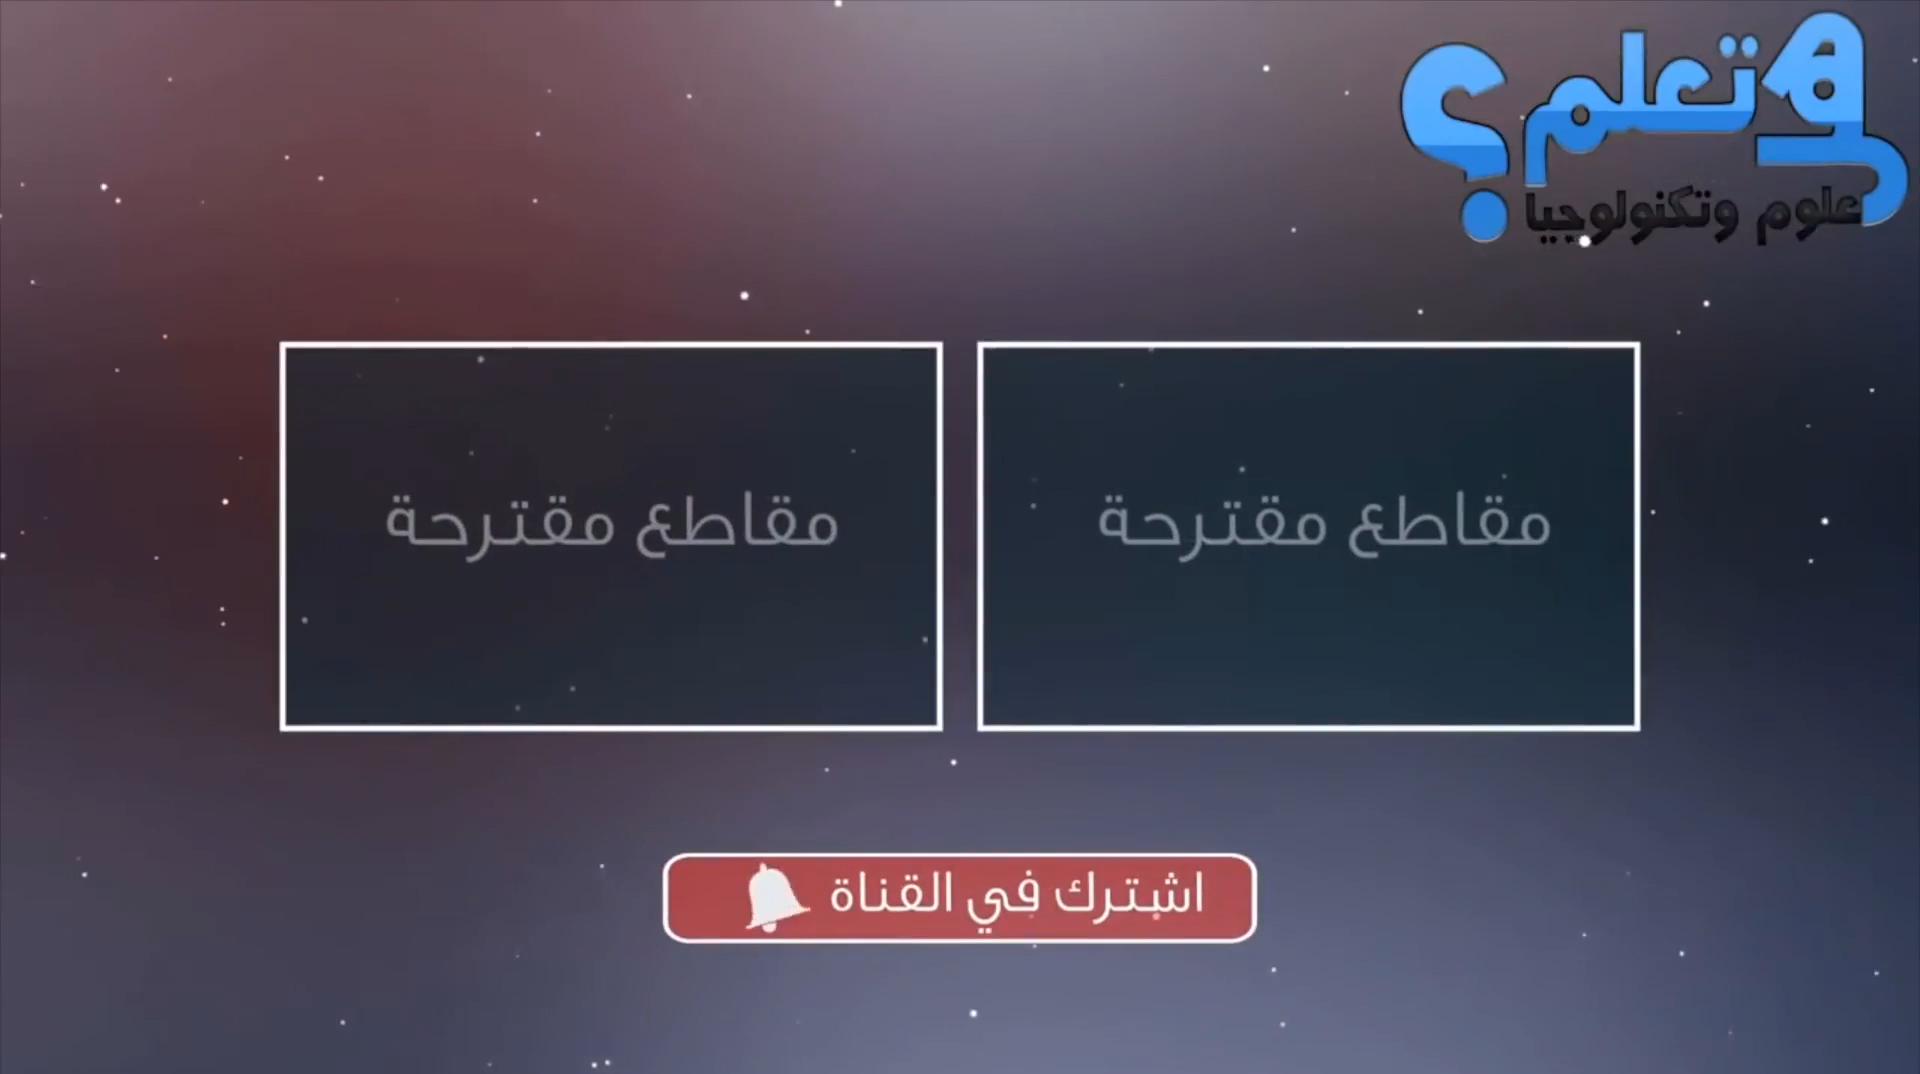 هل تعلم؟
علوم وتكنولوجيا
مقاطع مقترحة
مقاطع مقترحة
اشترك في القناة